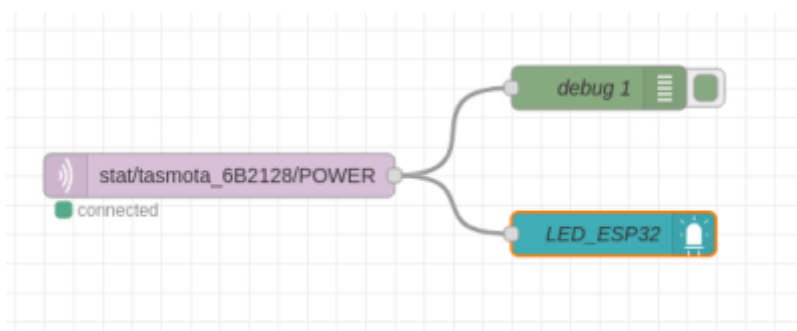 debug 1
stat/tasmota_6B2128/POWER
connected
LED_ESP32